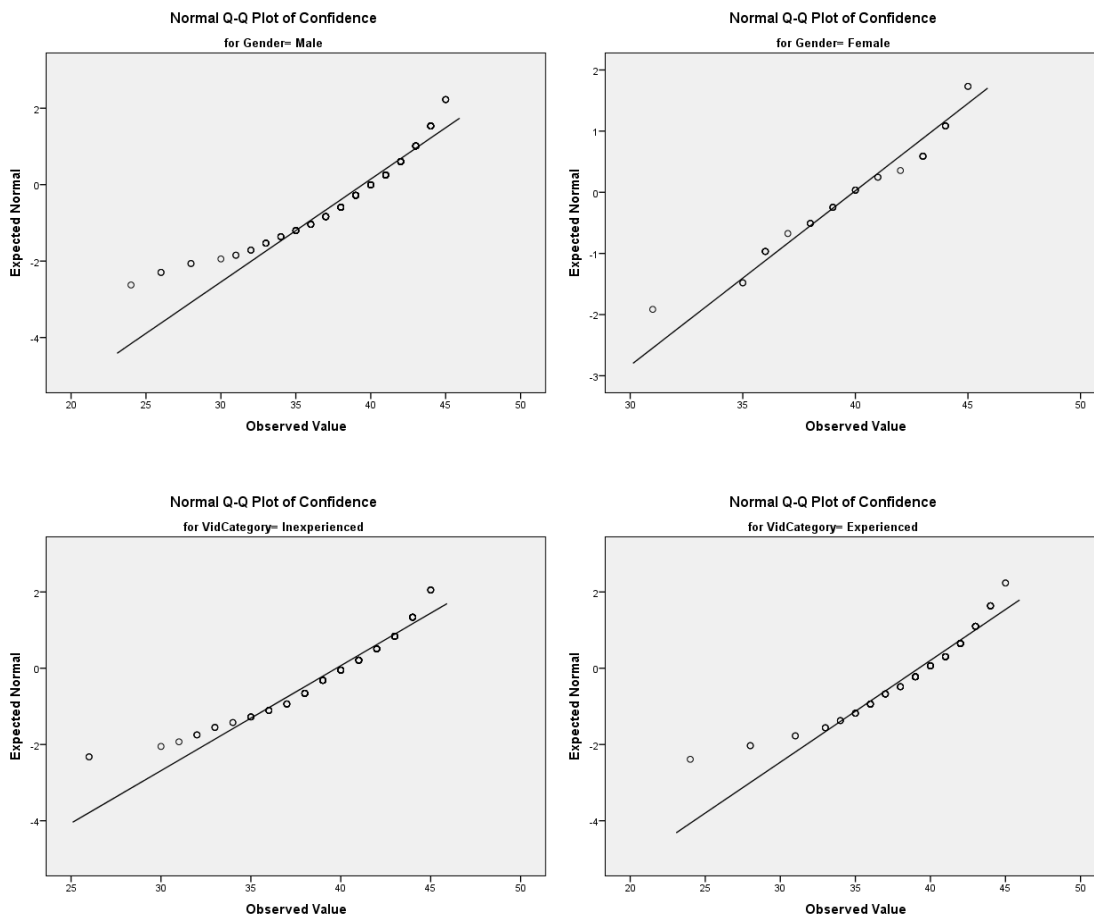 Normal Q-Q Plot of Confidence
for Gender= Male
Expected Normal
2
0
-2
-4
20 25 30 35 40 45 50
Observed Value
Normal Q-Q Plot of Confidence
for Gender= Female
Expected Normal
2
1
0
-1
-2
-3
30 35 40 45 50
Observed Value
Normal Q-Q Plot of Confidence
for VidCategory= Inexperienced
Expected Normal
2
0
-2
-4
25 30 35 40 45 50
Observed Value
Normal Q-Q Plot of Confidence
for VidCategory= Experienced
Expected Normal
2
0
-2
-4
20 25 30 35 40 45 50
Observed Value